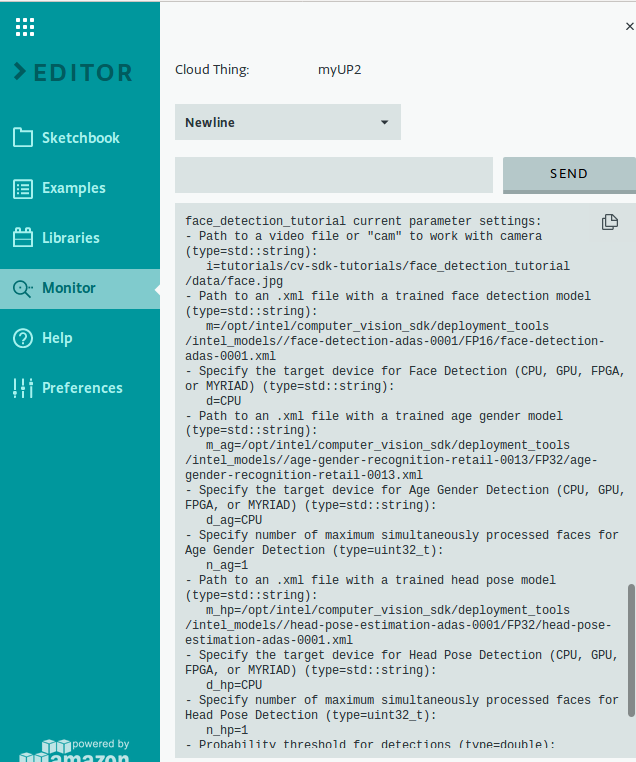 ×
EDITOR
Cloud Thing: myUP2
Newline
Sketchbook
Examples
Libraries
Monitor
Help
Preferences
SEND
face_detection_tutorial current parameter settings:
- Path to a video file or "cam" to work with camera
(type=std::string):
i=tutorials/cv-sdk-tutorials/face_detection_tutorial
/data/face.jpg
- Path to an .xml file with a trained face detection model
(type=std::string):
m=/opt/intel/computer_vision_sdk/deployment_tools
/intel_models//face-detection-adas-0001/FP16/face-detection-
adas-0001.xml
- Specify the target device for Face Detection (CPU, GPU, FPGA,
or MYRIAD) (type=std::string):
d=CPU
- Path to an .xml file with a trained age gender model
(type=std::string):
m_ag=/opt/intel/computer_vision_sdk/deployment_tools
/intel_models//age-gender-recognition-retail-0013/FP32/age-
gender-recognition-retail-0013.xml
- Specify the target device for Age Gender Detection (CPU, GPU,
FPGA, or MYRIAD) (type=std::string):
d_ag=CPU
- Specify number of maximum simultaneously processed faces for
Age Gender Detection (type=uint32_t):
n_ag=1
- Path to an .xml file with a trained head pose model
(type=std::string):
m_hp=/opt/intel/computer_vision_sdk/deployment_tools
/intel_models//head-pose-estimation-adas-0001/FP32/head-pose-
estimation-adas-0001.xml
- Specify the target device for Head Pose Detection (CPU, GPU,
FPGA, or MYRIAD) (type=std::string):
d_hp=CPU
- Specify number of maximum simultaneously processed faces for
Head Pose Detection (type=uint32_t):
n_hp=1
- Probability threshold for detections (type=double):
powered by
amazon